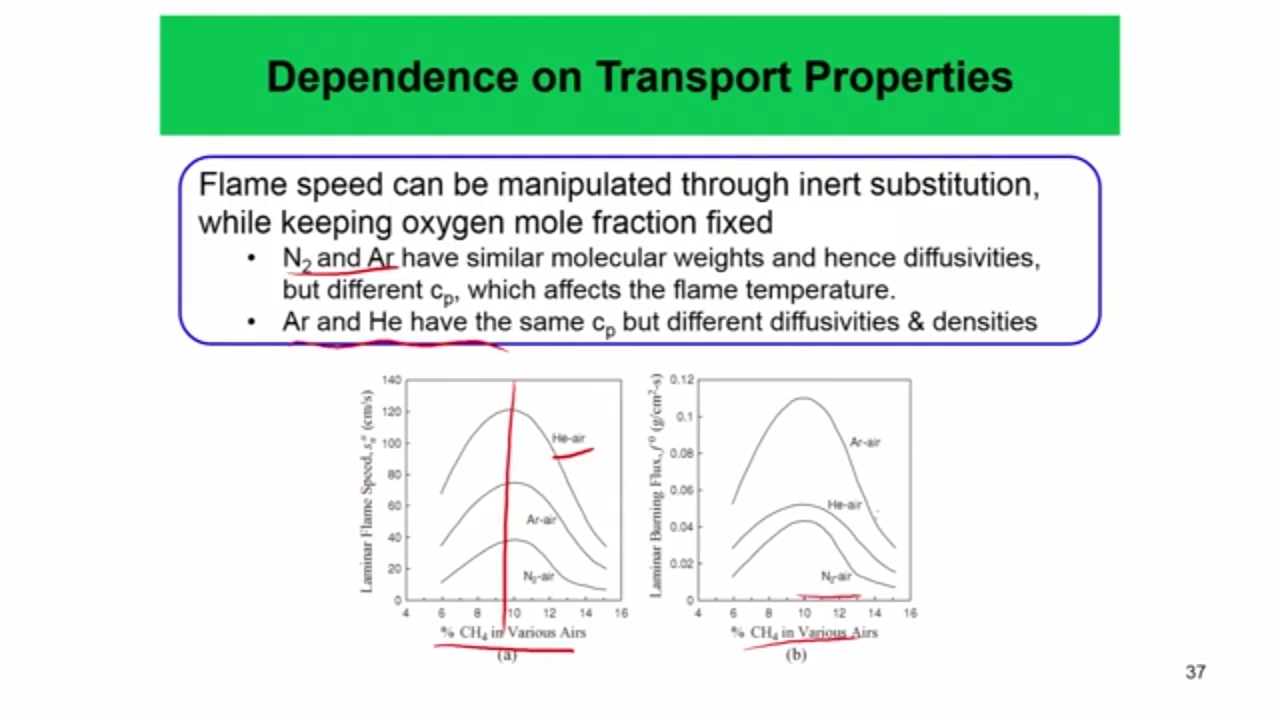 Dependence on Transport Properties
Flame speed can be manipulated through inert substitution,
while keeping oxygen mole fraction fixed
• N₂ and Ar have similar molecular weights and hence diffusivities,
but different cₚ, which affects the flame temperature.
• Ar and He have the same cₚ but different diffusivities & densities
Laminar Flame Speed, sᵤᵒ (cm/s)
140
120
100
80
60
40
20
0
He-air
Ar-air
N₂-air
4 6 8 10 12 14 16
% CH₄ in Various Airs
(a)
Laminar Burning Flux, fᵒ (g/cm²-s)
0.12
0.1
0.08
0.06
0.04
0.02
0
Ar-air
He-air
N₂-air
4 6 8 10 12 14 16
% CH₄ in Various Airs
(b)
37